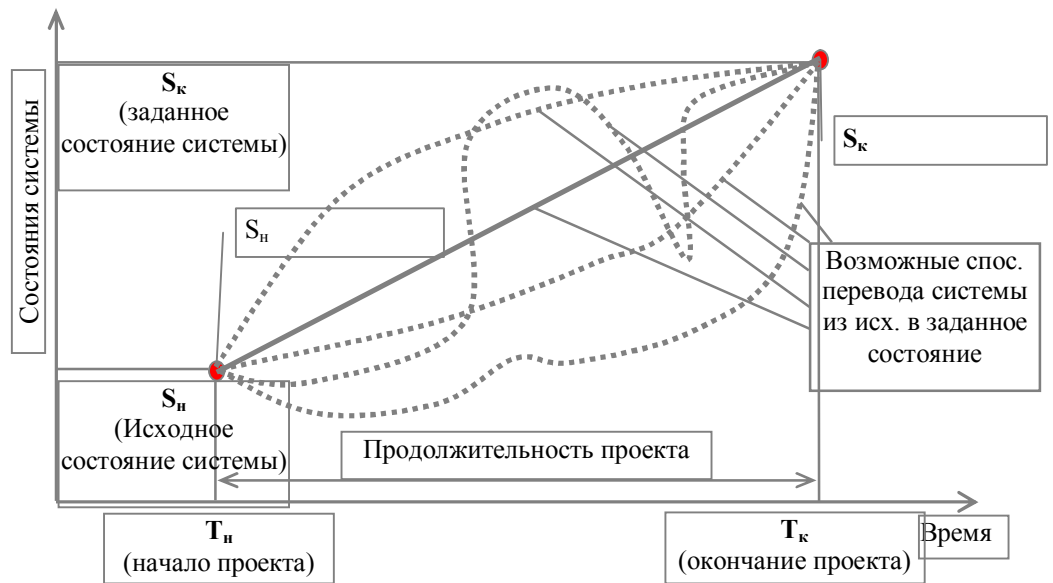 Состояния системы
Sк
(заданное
состояние системы)
Sк
Sн
Возможные спос.
перевода системы
из исх. в заданное
состояние
Sн
(Исходное
состояние системы)
Продолжительность проекта
Tн
(начало проекта)
Tк
(окончание проекта)
Время